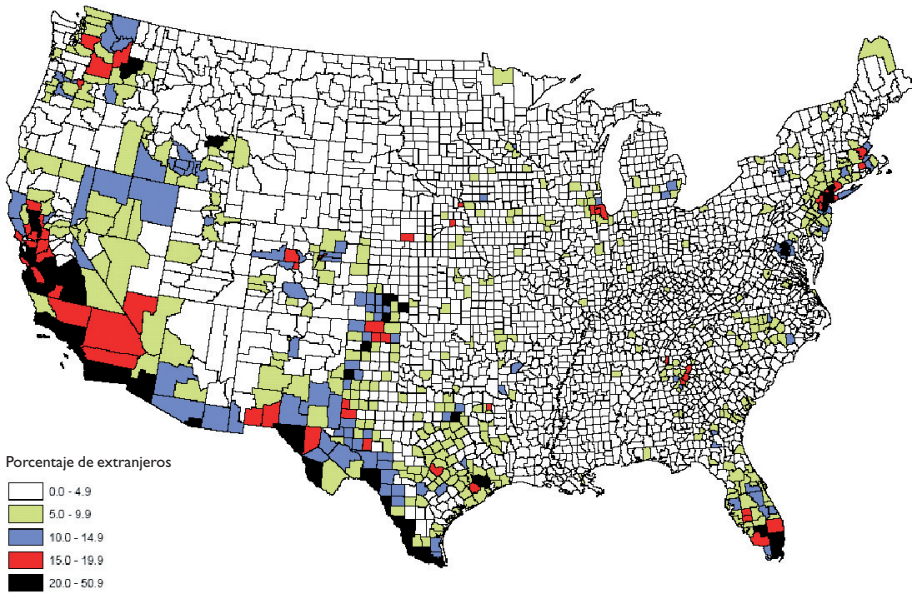 Porcentaje de extranjeros
0.0 - 4.9
5.0 - 9.9
10.0 - 14.9
15.0 - 19.9
20.0 - 50.9